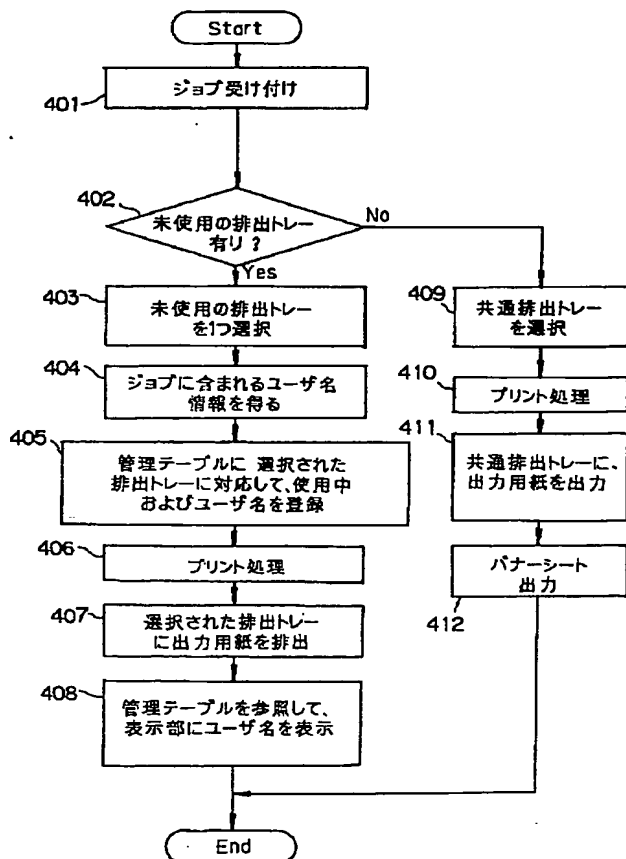 Start
401
ジョブ受け付け
402
未使用の排出トレー
有り？
No
Yes
403
未使用の排出トレー
を1つ選択
404
ジョブに含まれるユーザ名
情報を得る
405
管理テーブルに 選択された
排出トレーに対応して、使用中
およびユーザ名を登録
406
プリント処理
407
選択された排出トレー
に出力用紙を排出
408
管理テーブルを参照して、
表示部にユーザ名を表示
409
共通排出トレー
を選択
410
プリント処理
411
共通排出トレーに、
出力用紙を出力
バナーシート
出力
412
End